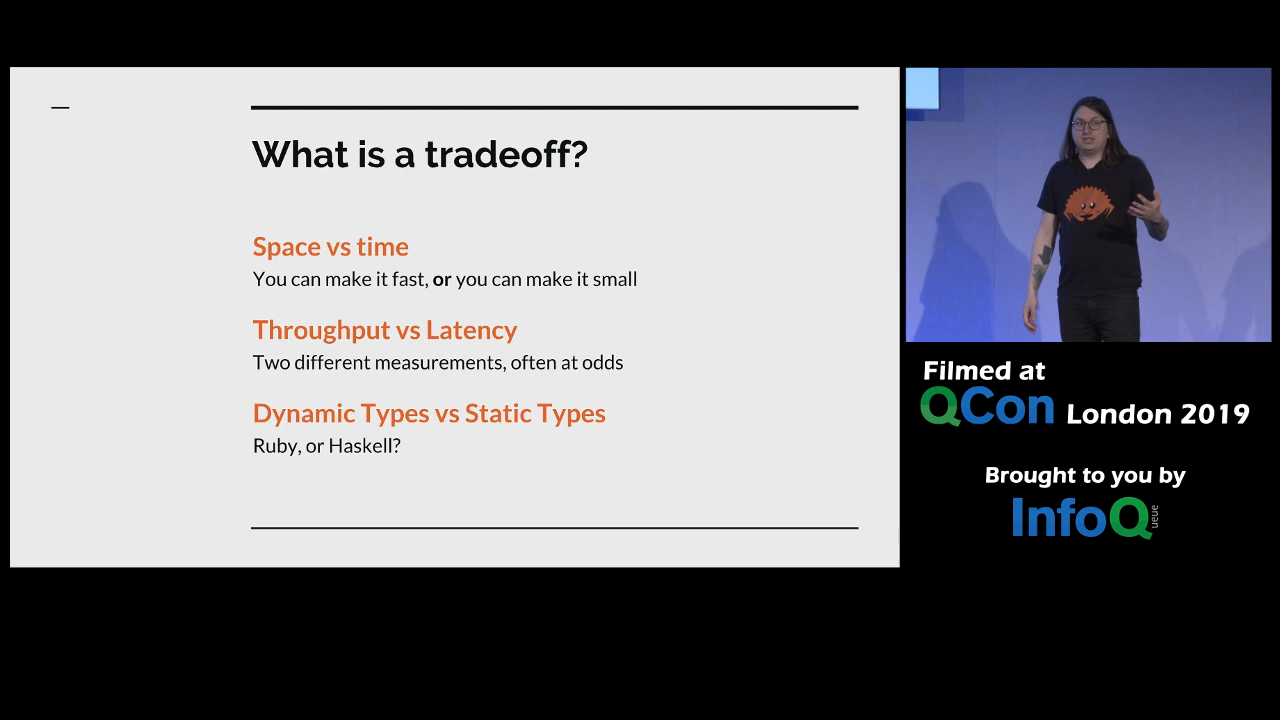 What is a tradeoff?
Space vs time
You can make it fast, or you can make it small
Throughput vs Latency
Two different measurements, often at odds
Dynamic Types vs Static Types
Ruby, or Haskell?
Filmed at
QCon London 2019
Brought to you by
InfoQueue